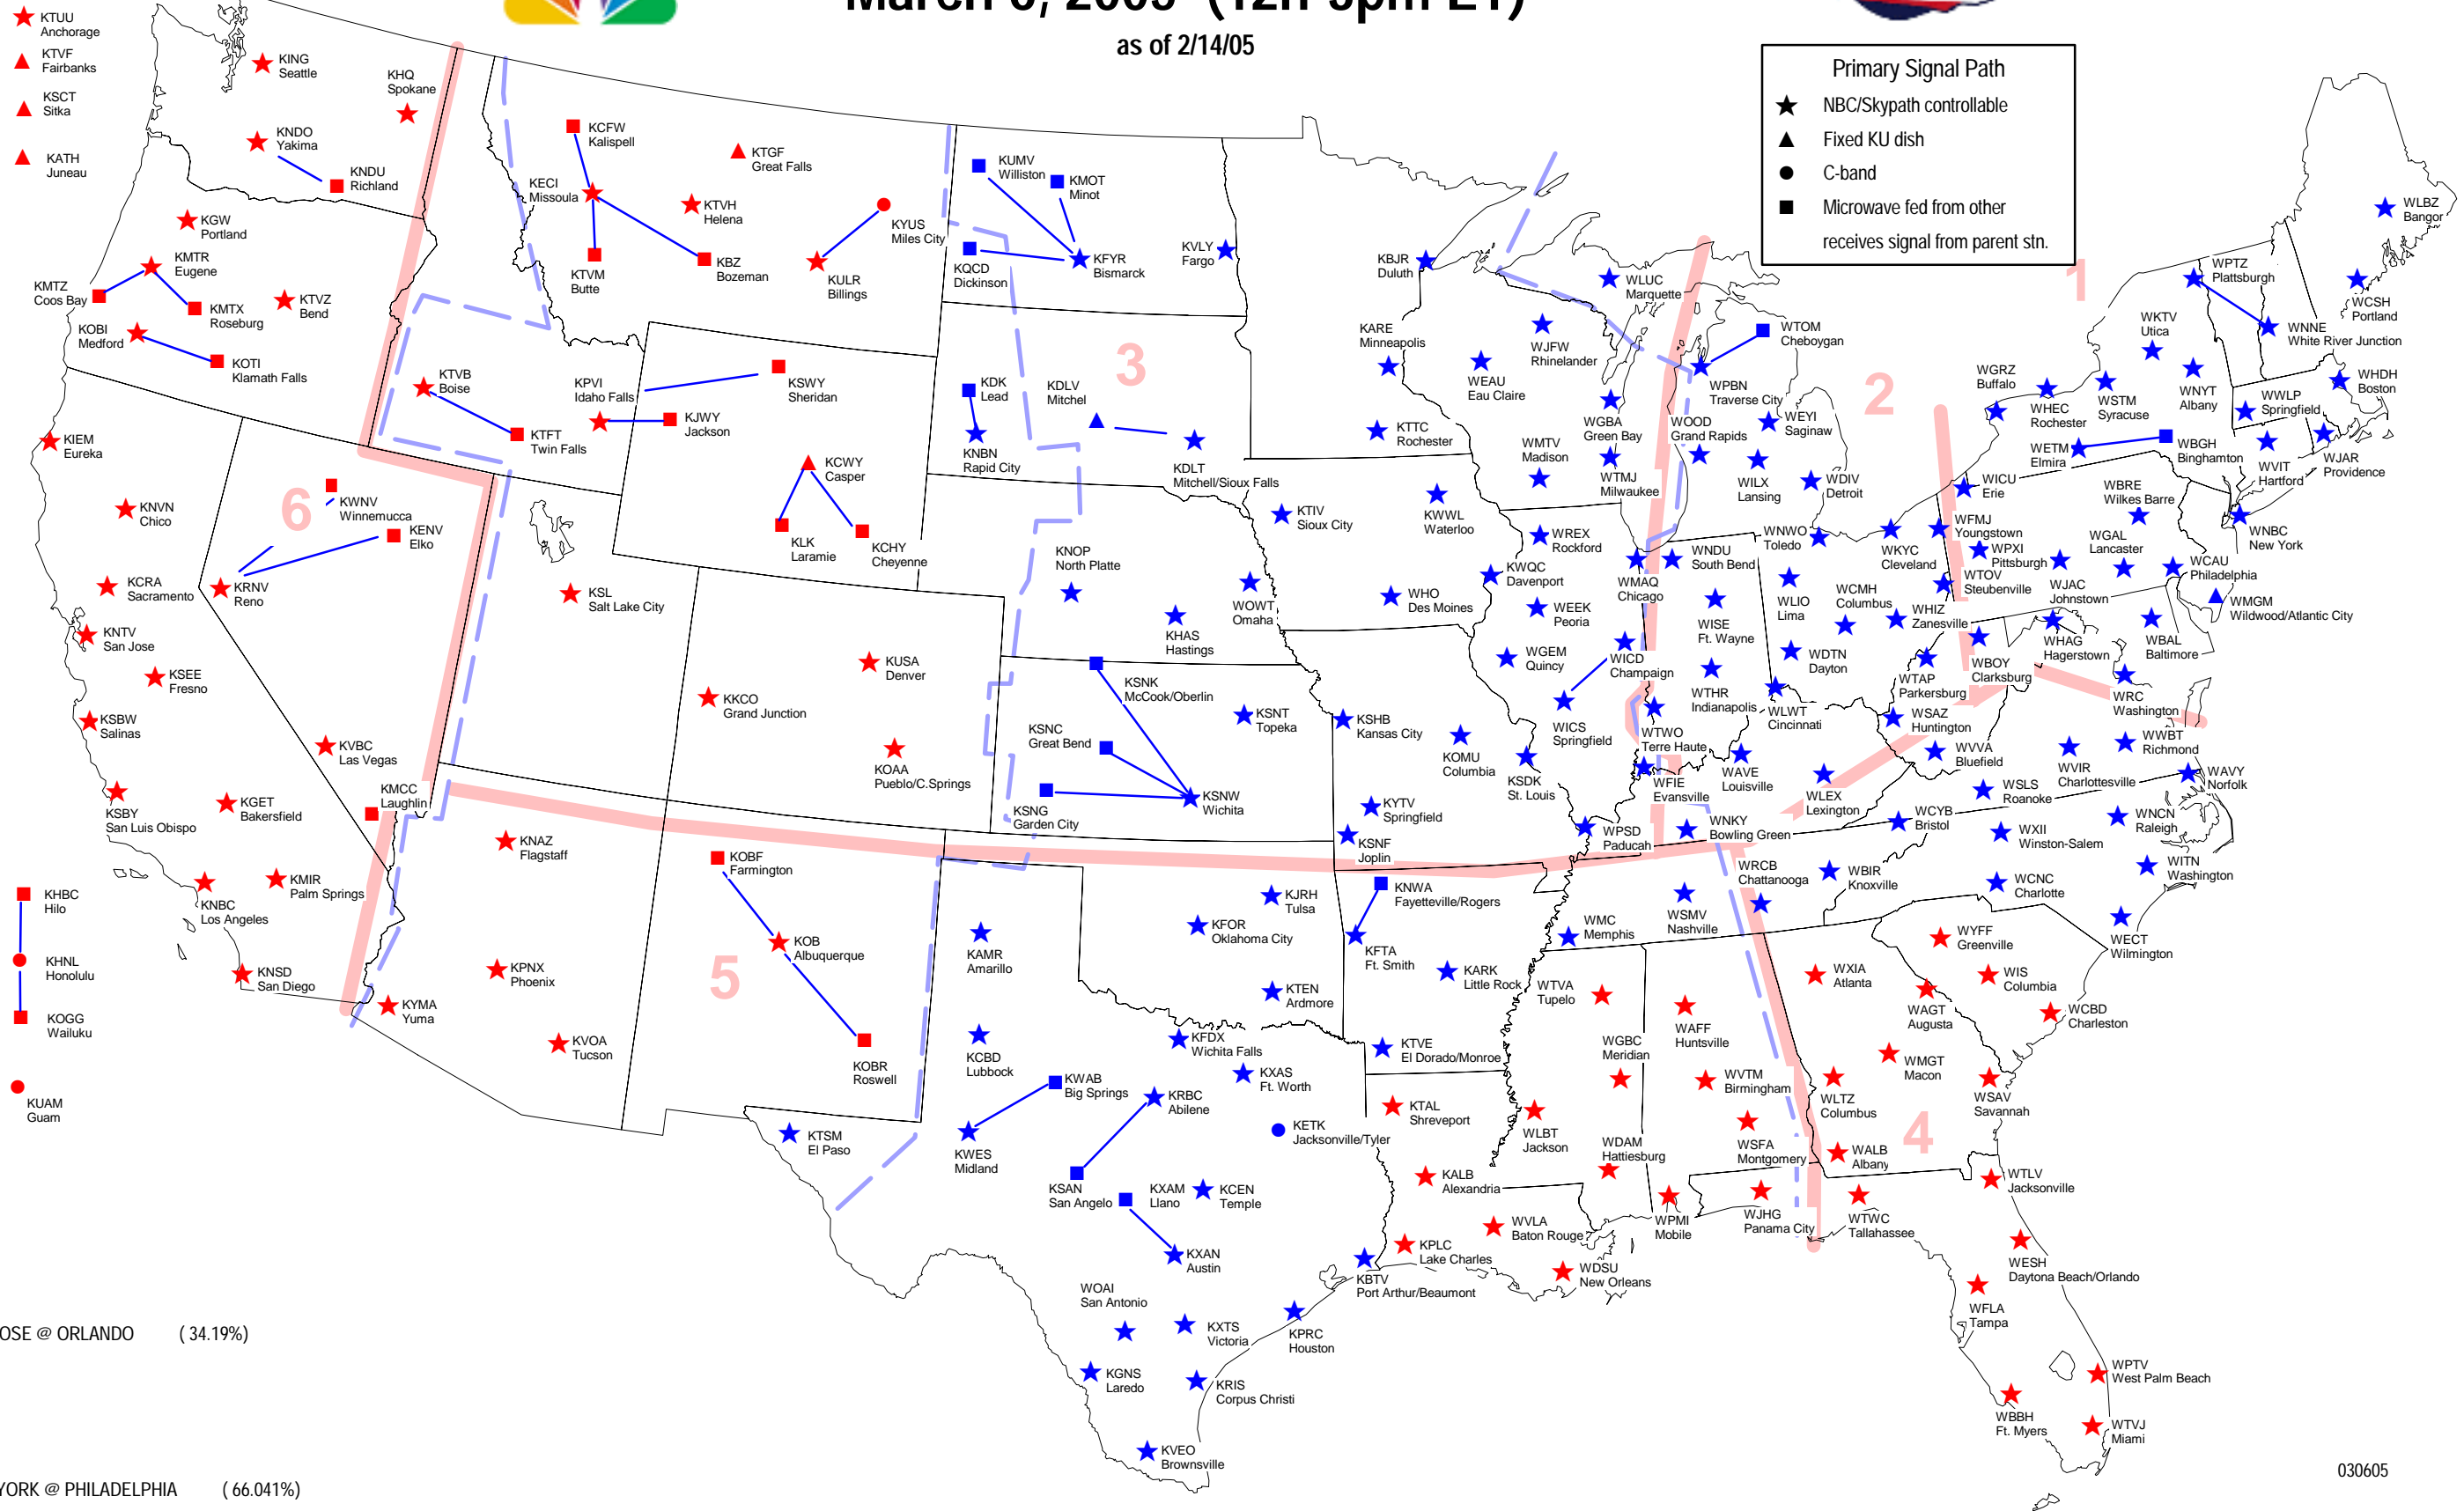 as of 2/14/05
Primary Signal Path
NBC/Skypath controllable
Fixed KU dish
C-band
Microwave fed from other
receives signal from parent stn.
KTUU
Anchorage
KTVF
Fairbanks
KSCT
Sitka
KATH
Juneau
KING
Seattle
KHQ
Spokane
KNDO
Yakima
KNDU
Richland
KGW
Portland
KMTR
Eugene
KMTZ
Coos Bay
KMTX
Roseburg
KTVZ
Bend
KOBI
Medford
KOTI
Klamath Falls
KCFW
Kalispell
KTGF
Great Falls
KECI
Missoula
KTVH
Helena
KYUS
Miles City
KTVM
Butte
KBZ
Bozeman
KULR
Billings
KUMV
Williston
KMOT
Minot
KQCD
Dickinson
KFYR
Bismarck
KVLY
Fargo
KBJR
Duluth
WLUC
Marquette
KARE
Minneapolis
WJFW
Rhinelander
WEAU
Eau Claire
WTOM
Cheboygan
WPBN
Traverse City
1
WLBZ
Bangor
WPTZ
Plattsburgh
WCSH
Portland
WKTV
Utica
WNNE
White River Junction
KTVB
Boise
KPVI
Idaho Falls
KSWY
Sheridan
KJWY
Jackson
KTFT
Twin Falls
KDK
Lead
KDLV
Mitchel
3
KNBN
Rapid City
KDLT
Mitchell/Sioux Falls
KTTC
Rochester
WGBA
Green Bay
WOOD
Grand Rapids
WEYI
Saginaw
2
WGRZ
Buffalo
WHEC
Rochester
WSTM
Syracuse
WNYT
Albany
WWLP
Springfield
WHDH
Boston
WMTV
Madison
WTMJ
Milwaukee
WILX
Lansing
WDIV
Detroit
WETM
Elmira
WBGH
Binghamton
WVIT
Hartford
WJAR
Providence
KIEM
Eureka
KNVN
Chico
6
KWNV
Winnemucca
KENV
Elko
KCWY
Casper
KLK
Laramie
KCHY
Cheyenne
KTIV
Sioux City
KWWL
Waterloo
WREX
Rockford
WNDU
South Bend
WNWO
Toledo
WICU
Erie
WKYC
Cleveland
WFMJ
Youngstown
WPXI
Pittsburgh
WBRE
Wilkes Barre
WGAL
Lancaster
WNBC
New York
KCRA
Sacramento
KRNV
Reno
KSL
Salt Lake City
KNOP
North Platte
WOWT
Omaha
WHO
Des Moines
KWQC
Davenport
WMAQ
Chicago
WEEK
Peoria
WISE
Ft. Wayne
WLIO
Lima
WCMH
Columbus
WHIZ
Zanesville
WTOV
Steubenville
WJAC
Johnstown
WCAU
Philadelphia
WMGM
Wildwood/Atlantic City
KNTV
San Jose
KSEE
Fresno
KUSA
Denver
KHAS
Hastings
WGEM
Quincy
WICD
Champaign
WTHR
Indianapolis
WDTN
Dayton
WTAP
Parkersburg
WBOY
Clarksburg
WHAG
Hagerstown
WBAL
Baltimore
KSBW
Salinas
KVBC
Las Vegas
KKCO
Grand Junction
KOAA
Pueblo/C.Springs
KSNK
McCook/Oberlin
KSNC
Great Bend
KSNT
Topeka
KSHB
Kansas City
KOMU
Columbia
KSDK
St. Louis
WICS
Springfield
WTWO
Terre Haute
WLWT
Cincinnati
WSAZ
Huntington
WRC
Washington
WVVA
Bluefield
WVIR
Charlottesville
WWBT
Richmond
KSBY
San Luis Obispo
KGET
Bakersfield
KMCC
Laughlin
KSNG
Garden City
KSNW
Wichita
KYTV
Springfield
KSNF
Joplin
WPSD
Paducah
WFIE
Evansville
WAVE
Louisville
WLEX
Lexington
WNKY
Bowling Green
WCYB
Bristol
WSLS
Roanoke
WAVY
Norfolk
WXII
Winston-Salem
WNCN
Raleigh
KNAZ
Flagstaff
KNBC
Los Angeles
KMIR
Palm Springs
KOBF
Farmington
KHBC
Hilo
KJRH
Tulsa
KNWA
Fayetteville/Rogers
WSMV
Nashville
WRCB
Chattanooga
WBIR
Knoxville
WCNC
Charlotte
WITN
Washington
KOB
Albuquerque
KAMR
Amarillo
KFOR
Oklahoma City
KFTA
Ft. Smith
KARK
Little Rock
WMC
Memphis
WECT
Wilmington
KHNL
Honolulu
KNSD
San Diego
KYMA
Yuma
KPNX
Phoenix
5
KTEN
Ardmore
WTVA
Tupelo
WAFF
Huntsville
WXIA
Atlanta
WYFF
Greenville
WIS
Columbia
WAGT
Augusta
WCBD
Charleston
KOGG
Wailuku
KVOA
Tucson
KOBR
Roswell
KCBD
Lubbock
KFDX
Wichita Falls
KTVE
El Dorado/Monroe
WGBC
Meridian
WVTM
Birmingham
WMGT
Macon
WLTZ
Columbus
WSAV
Savannah
KUAM
Guam
KWAB
Big Springs
KRBC
Abilene
KXAS
Ft. Worth
KTSM
El Paso
KWES
Midland
KETK
Jacksonville/Tyler
KTAL
Shreveport
WLBT
Jackson
WDAM
Hattiesburg
WSFA
Montgomery
WALB
Albany
4
KSAN
San Angelo
KXAM
Llano
KCEN
Temple
KALB
Alexandria
WTLV
Jacksonville
KXAN
Austin
KBTV
Port Arthur/Beaumont
KPLC
Lake Charles
WVLA
Baton Rouge
WDSU
New Orleans
WPMI
Mobile
WJHG
Panama City
WTWC
Tallahassee
WESH
Daytona Beach/Orlando
WOAI
San Antonio
KXTS
Victoria
KPRC
Houston
WFLA
Tampa
OSE @ ORLANDO ( 34.19%)
KGNS
Laredo
KRIS
Corpus Christi
WPTV
West Palm Beach
WBBH
Ft. Myers
WTVJ
Miami
KVEO
Brownsville
030605
YORK @ PHILADELPHIA ( 66.041%)